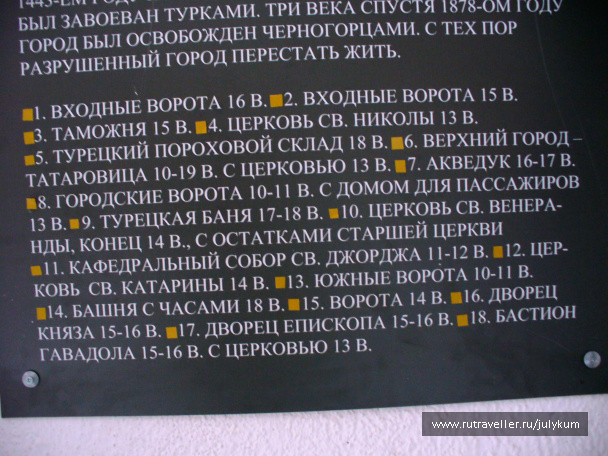 1443-ЕМ ГОДУ
БЫЛ ЗАВОЕВАН ТУРКАМИ. ТРИ ВЕКА СПУСТЯ 1878-ОМ ГОДУ
ГОРОД БЫЛ ОСВОБОЖДЕН ЧЕРНОГОРЦАМИ. С ТЕХ ПОР
РАЗРУШЕННЫЙ ГОРОД ПЕРЕСТАТЬ ЖИТЬ.
1. ВХОДНЫЕ ВОРОТА 16 В. 2. ВХОДНЫЕ ВОРОТА 15 В.
3. ТАМОЖНЯ 15 В. 4. ЦЕРКОВЬ СВ. НИКОЛЫ 13 В.
5. ТУРЕЦКИЙ ПОРОХОВОЙ СКЛАД 18 В. 6. ВЕРХНИЙ ГОРОД –
ТАТАРОВИЦА 10-19 В. С ЦЕРКОВЬЮ 13 В. 7. АКВЕДУК 16-17 В.
8. ГОРОДСКИЕ ВОРОТА 10-11 В. С ДОМОМ ДЛЯ ПАССАЖИРОВ
13 В. 9. ТУРЕЦКАЯ БАНЯ 17-18 В. 10. ЦЕРКОВЬ СВ. ВЕНЕРА-
НДЫ, КОНЕЦ 14 В., С ОСТАТКАМИ СТАРШЕЙ ЦЕРКВИ
11. КАФЕДРАЛЬНЫЙ СОБОР СВ. ДЖОРДЖА 11-12 В. 12. ЦЕР-
КОВЬ СВ. КАТАРИНЫ 14 В. 13. ЮЖНЫЕ ВОРОТА 10-11 В.
14. БАШНЯ С ЧАСАМИ 18 В. 15. ВОРОТА 14 В. 16. ДВОРЕЦ
КНЯЗА 15-16 В. 17. ДВОРЕЦ ЕПИСКОПА 15-16 В. 18. БАСТИОН
ГАВАДОЛА 15-16 В. С ЦЕРКОВЬЮ 13 В.
www.rutraveller.ru/julykum